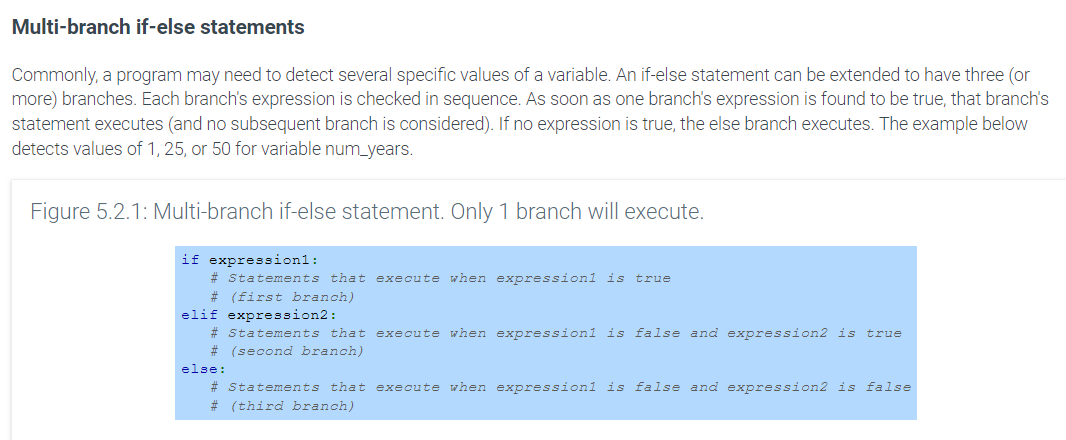 Multi-branch if-else statements
Commonly, a program may need to detect several specific values of a variable. An if-else statement can be extended to have three (or
more) branches. Each branch's expression is checked in sequence. As soon as one branch's expression is found to be true, that branch's
statement executes (and no subsequent branch is considered). If no expression is true, the else branch executes. The example below
detects values of 1, 25, or 50 for variable num_years.
Figure 5.2.1: Multi-branch if-else statement. Only 1 branch will execute.
if expression1:
    # Statements that execute when expression1 is true
    # (first branch)
elif expression2:
    # Statements that execute when expression1 is false and expression2 is true
    # (second branch)
else:
    # Statements that execute when expression1 is false and expression2 is false
    # (third branch)